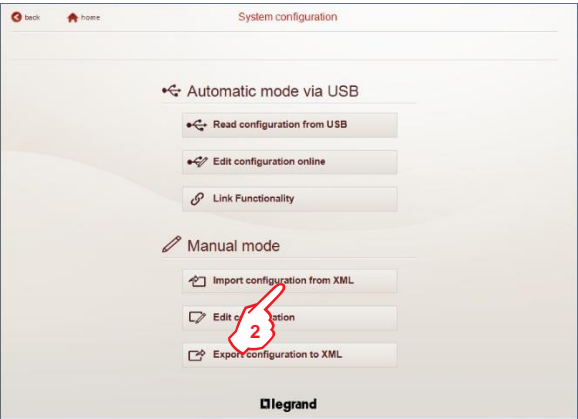 back home System configuration
Automatic mode via USB
Read configuration from USB
Edit configuration online
Link Functionality
Manual mode
Import configuration from XML
Edit c ation
2
Export configuration to XML
legrand